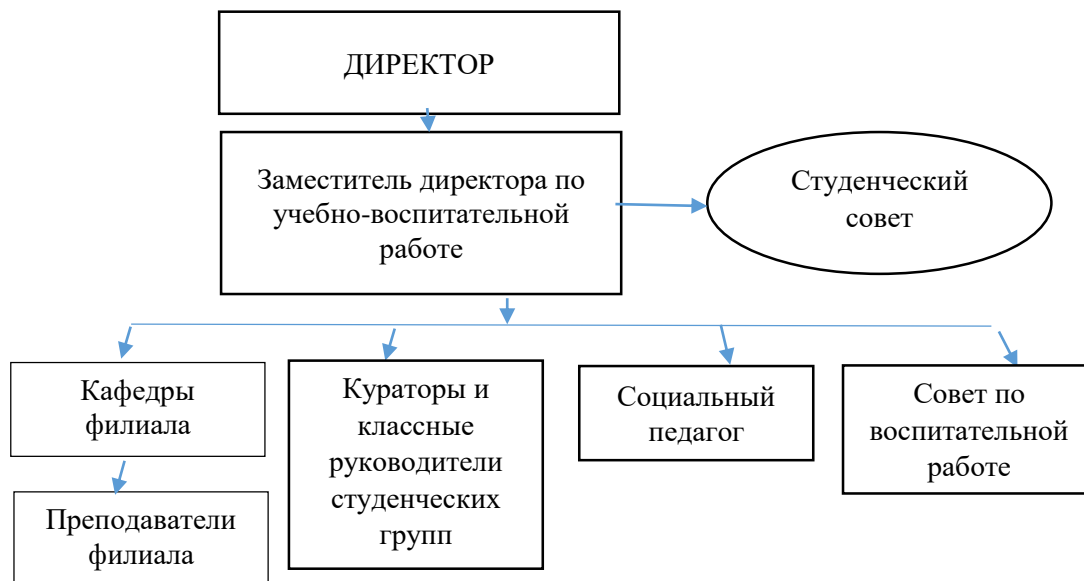 ДИРЕКТОР
Заместитель директора по
учебно-воспитательной
работе
Студенческий
совет
Кафедры
филиала
Кураторы и
классные
руководители
студенческих
групп
Социальный
педагог
Совет по
воспитательной
работе
Преподаватели
филиала